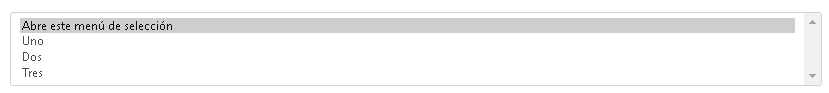 Abre este menú de selección
Uno
Dos
Tres